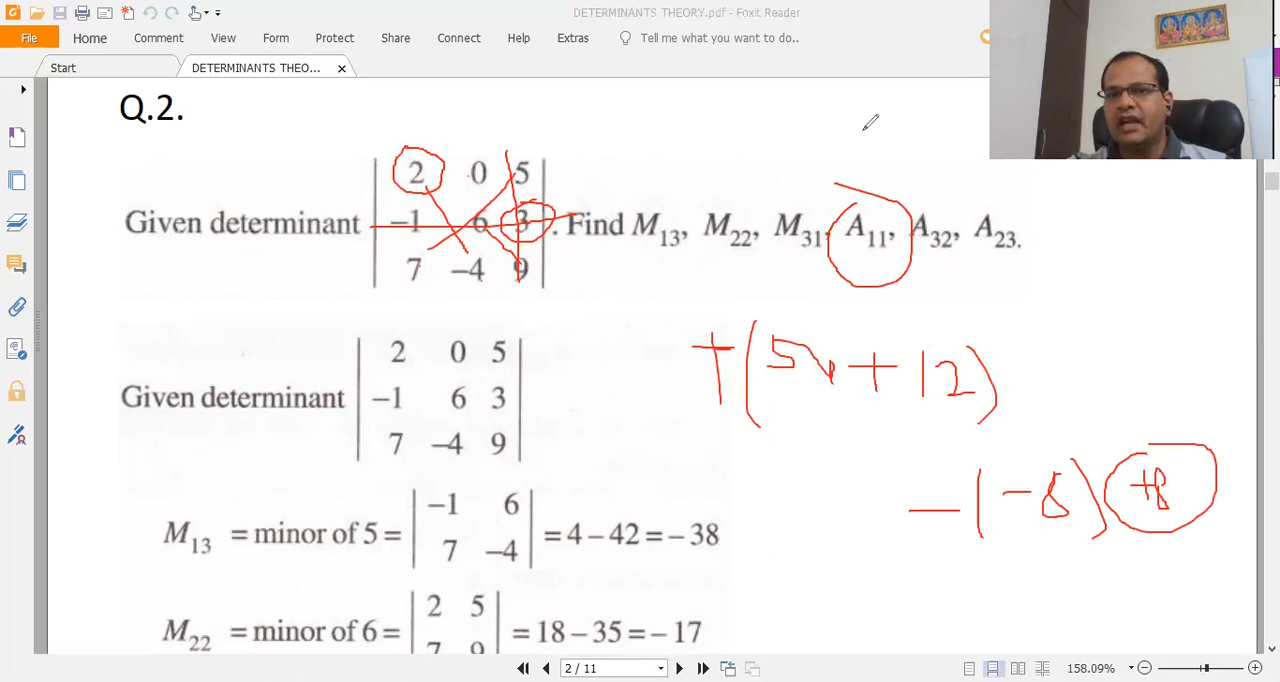 DETERMINANTS THEORY.pdf - Foxit Reader
File Home Comment View Form Protect Share Connect Help Extras Tell me what you want to do..
Start DETERMINANTS THEO... ×
Q.2.
| 2 0 5 |
Given determinant | -1 6 3 | . Find M13, M22, M31, A11, A32, A23.
| 7 -4 9 |
+(54 + 12)
| 2 0 5 |
Given determinant | -1 6 3 |
| 7 -4 9 |
-(-8) +8
| -1 6 |
M13 = minor of 5 = | 7 -4 | = 4 - 42 = - 38
| 2 5 |
M22 = minor of 6 = | 7 9 | = 18 - 35 = - 17
2 / 11 158.09%